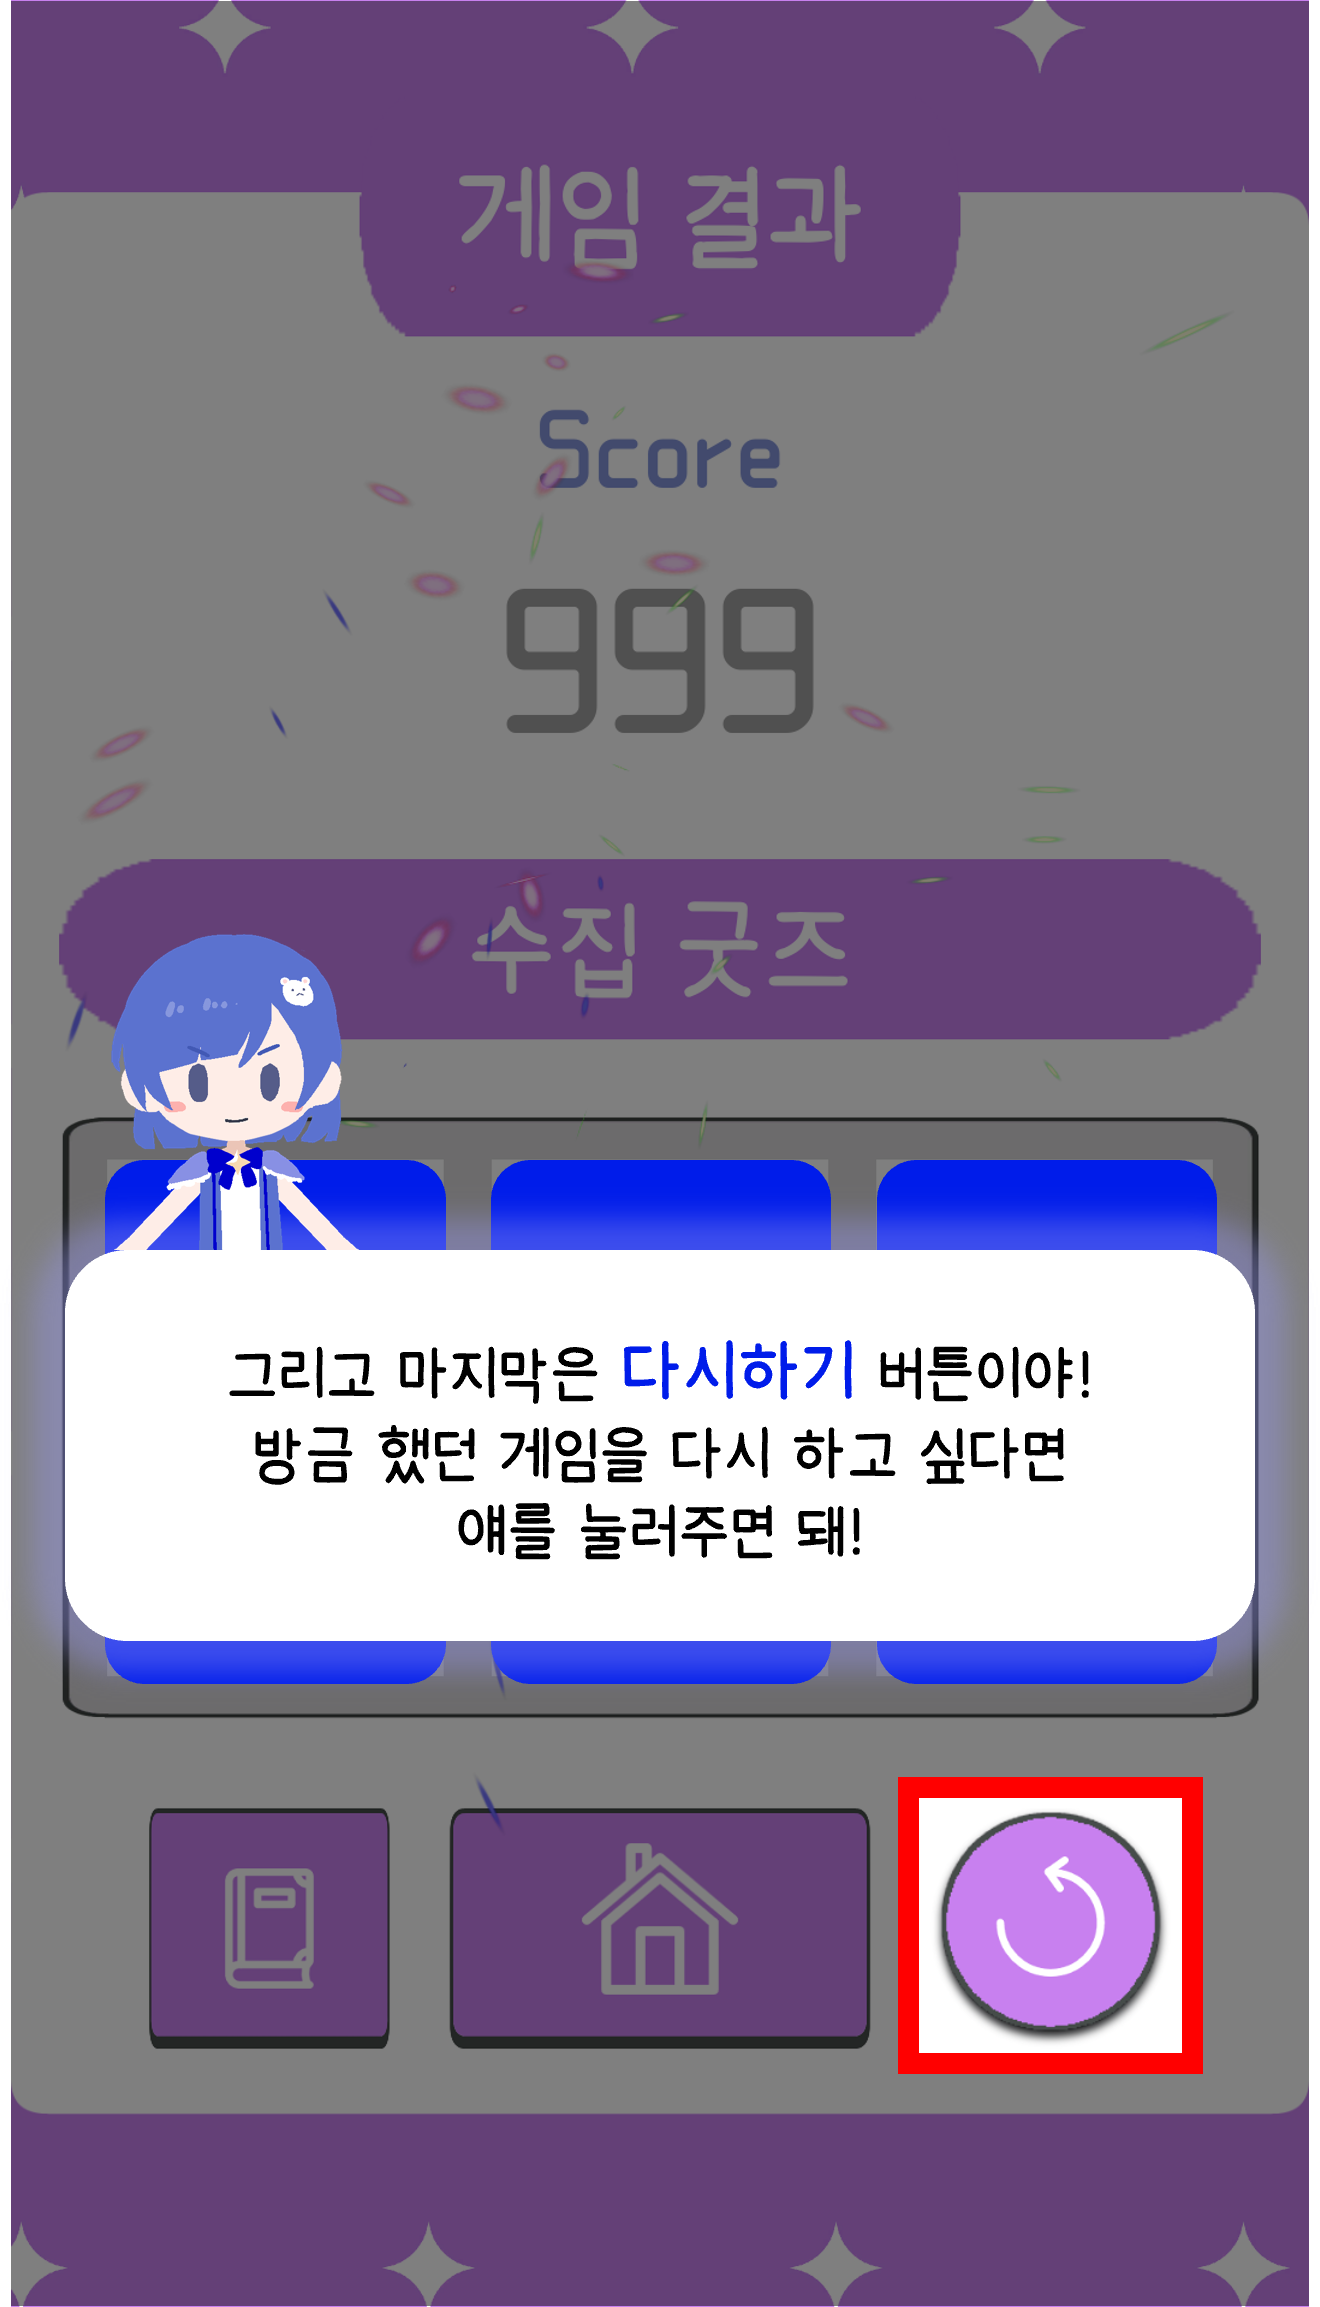 게임 결과
Score
999
수집 굿즈
그리고 마지막은 다시하기 버튼이야!
방금 했던 게임을 다시 하고 싶다면
얘를 눌러주면 돼!